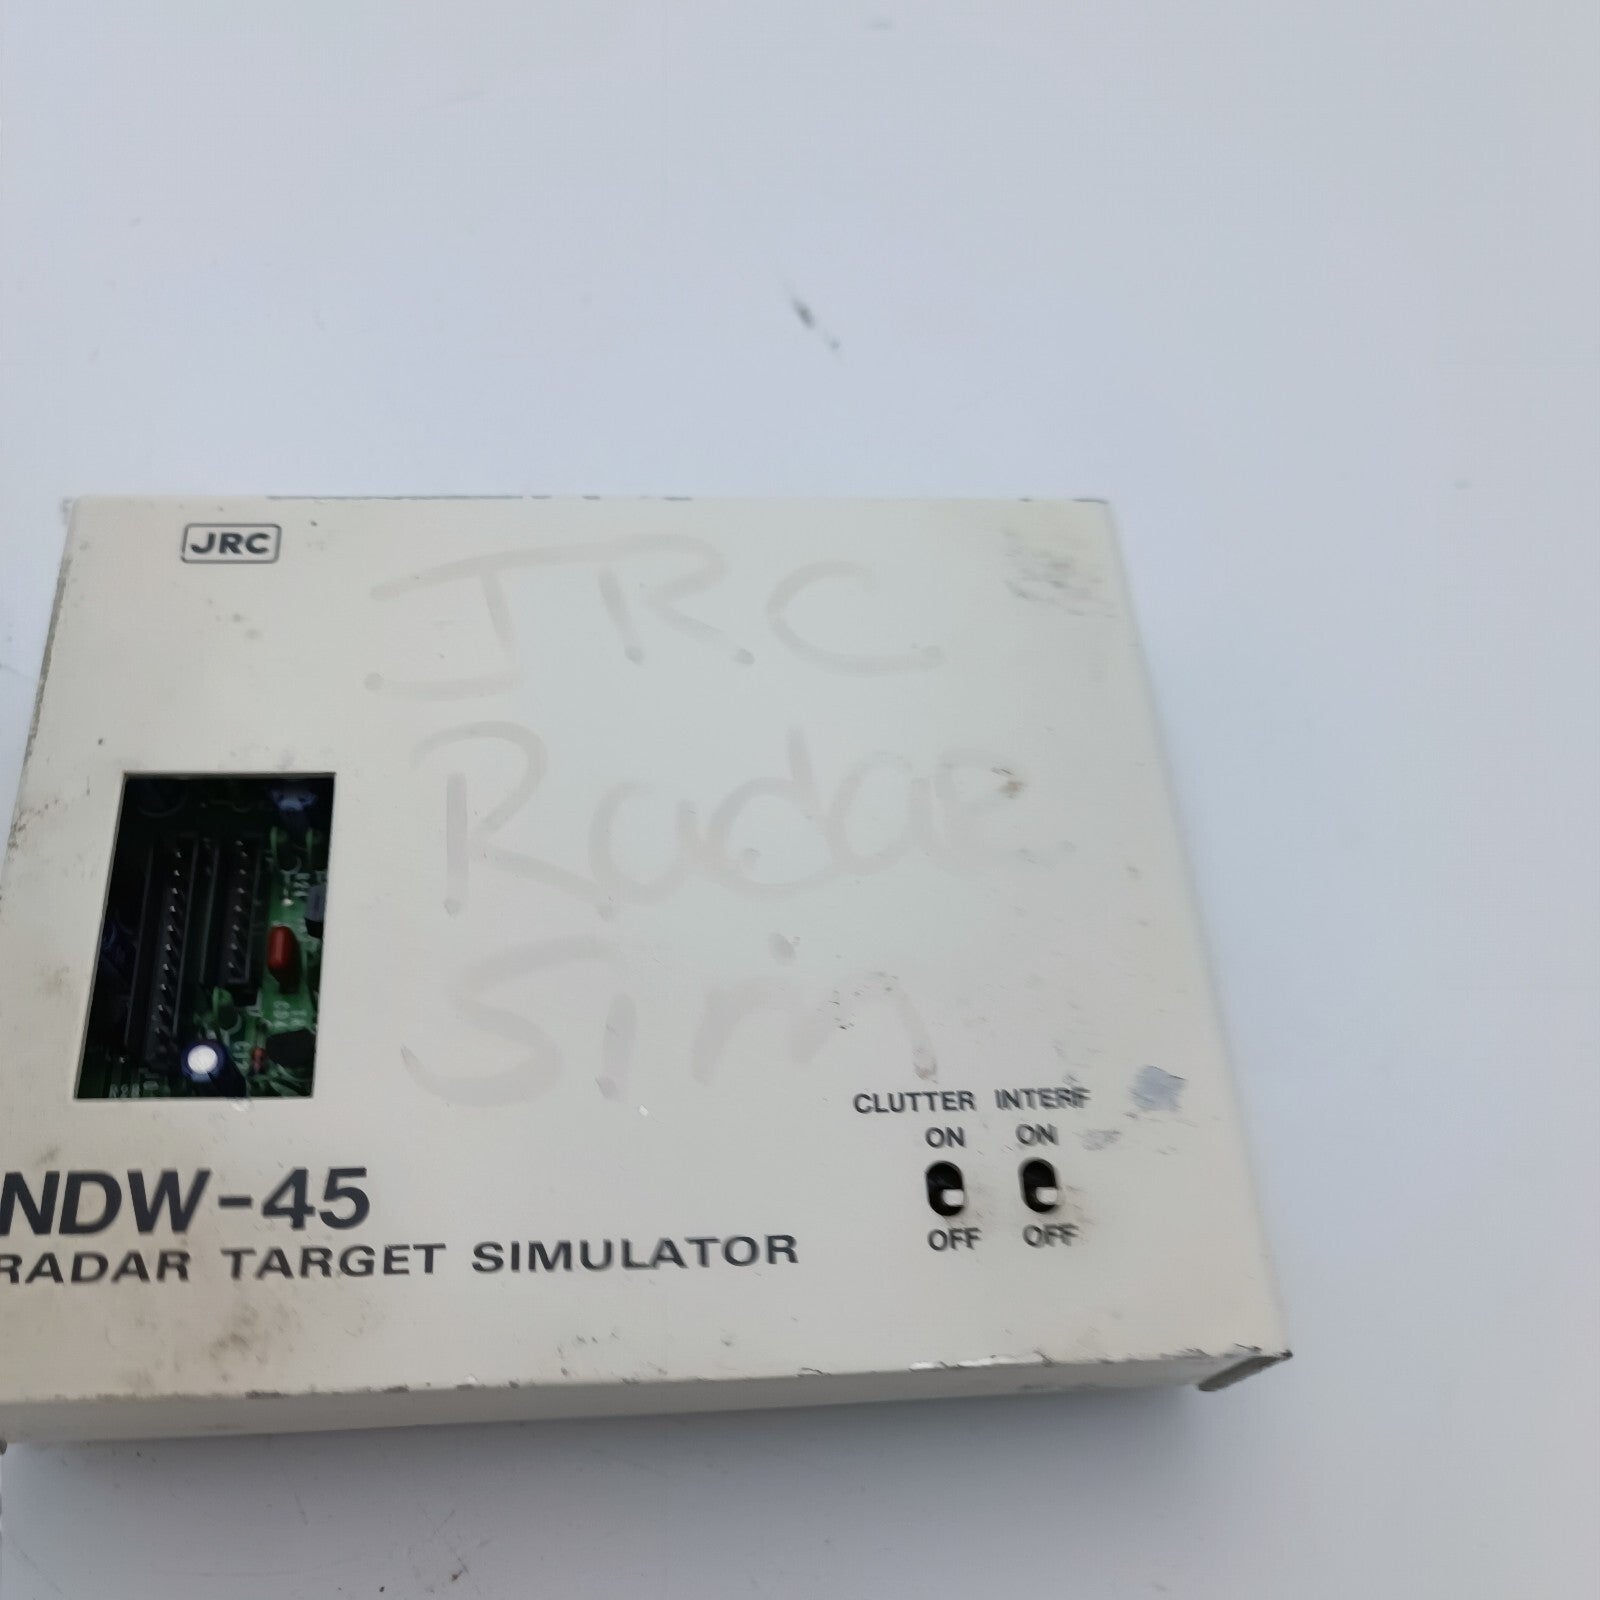 JRC
JRC
Radar
Sim
CLUTTER INTERF
ON ON
OFF OFF
NDW-45
RADAR TARGET SIMULATOR